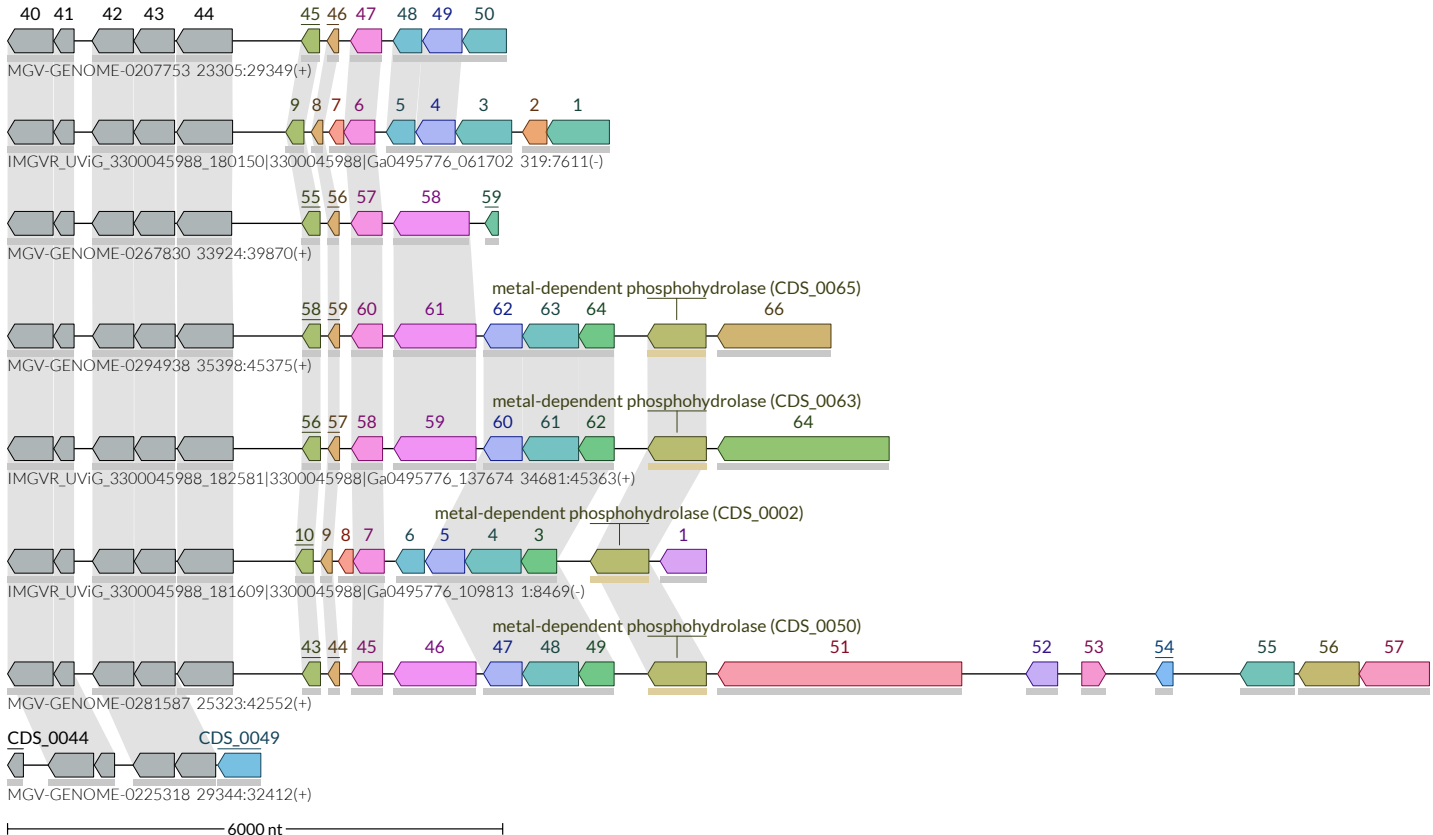 40 41 42 43 44 45 46 47 48 49 50
MGV-GENOME-0207753 23305:29349(+)
9 8 7 6 5 4 3 2 1
IMGVR_UViG_3300045988_180150|3300045988|Ga0495776_061702 319:7611(-)
55 56 57 58 59
MGV-GENOME-0267830 33924:39870(+)
metal-dependent phosphohydrolase (CDS_0065)
58 59 60 61 62 63 64 66
MGV-GENOME-0294938 35398:45375(+)
metal-dependent phosphohydrolase (CDS_0063)
56 57 58 59 60 61 62 64
IMGVR_UViG_3300045988_182581|3300045988|Ga0495776_137674 34681:45363(+)
metal-dependent phosphohydrolase (CDS_0002)
10 9 8 7 6 5 4 3 1
IMGVR_UViG_3300045988_181609|3300045988|Ga0495776_109813 1:8469(-)
metal-dependent phosphohydrolase (CDS_0050)
43 44 45 46 47 48 49 51 52 53 54 55 56 57
MGV-GENOME-0281587 25323:42552(+)
CDS_0044 CDS_0049
MGV-GENOME-0225318 29344:32412(+)
6000 nt